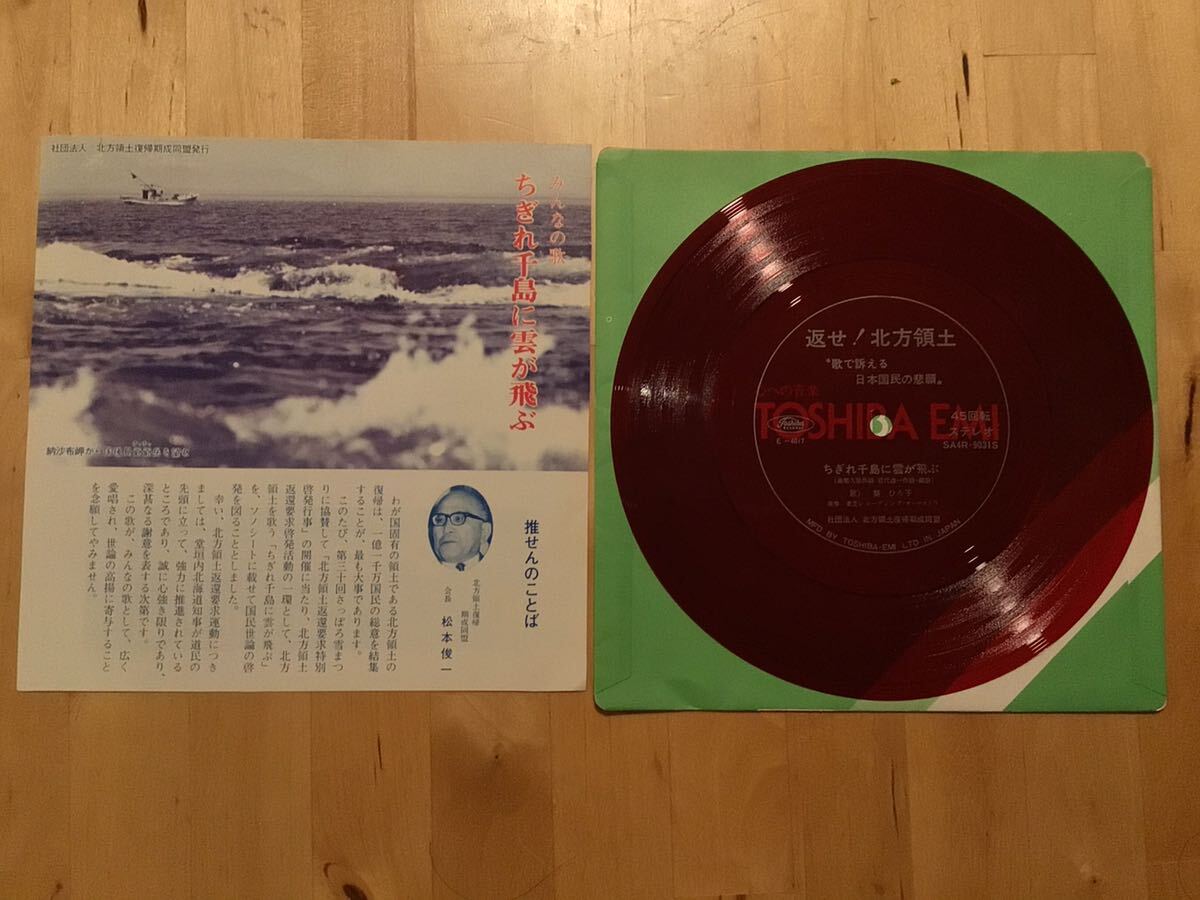 社団法人 北方領土復帰期成同盟発行
みんなの歌
ちぎれ千島に雲が飛ぶ
納沙布岬から
推せんのことば
北方領土復帰
期成同盟
会長 松本俊一
わが国固有の領土である北方領土の
復帰は、一億一千万国民の総意を結集
することが、最も大事であります。
このたび、第三十回さっぽろ雪まつ
りに協賛して「北方領土返還要求特別
啓発行事」の開催に当たり、北方領土
返還要求啓発活動の一環として、北方
領土を歌う「ちぎれ千島に雲が飛ぶ」
を、ソノシートに載せて国民世論の啓
発を図ることとしました。
幸い、北方領土返還要求運動につき
ましては、堂垣内北海道知事が道民の
先頭に立って、強力に推進されている
ところであり、誠に心強き限りであり、
深甚なる謝意を表する次第です。
この歌が、みんなの歌として、広く
愛唱され、世論の高揚に寄与すること
を念願してやみません。
返せ!北方領土
“歌で訴える
日本国民の悲願„
への音楽
TOSHIBA EMI
Toshiba
RECORDS
45回転
ステレオ
SA4R-9031S
ちぎれ千島に雲が飛ぶ
社団法人 北方領土復帰期成同盟
MFD BY TOSHIBA-EMI LTD IN JAPAN